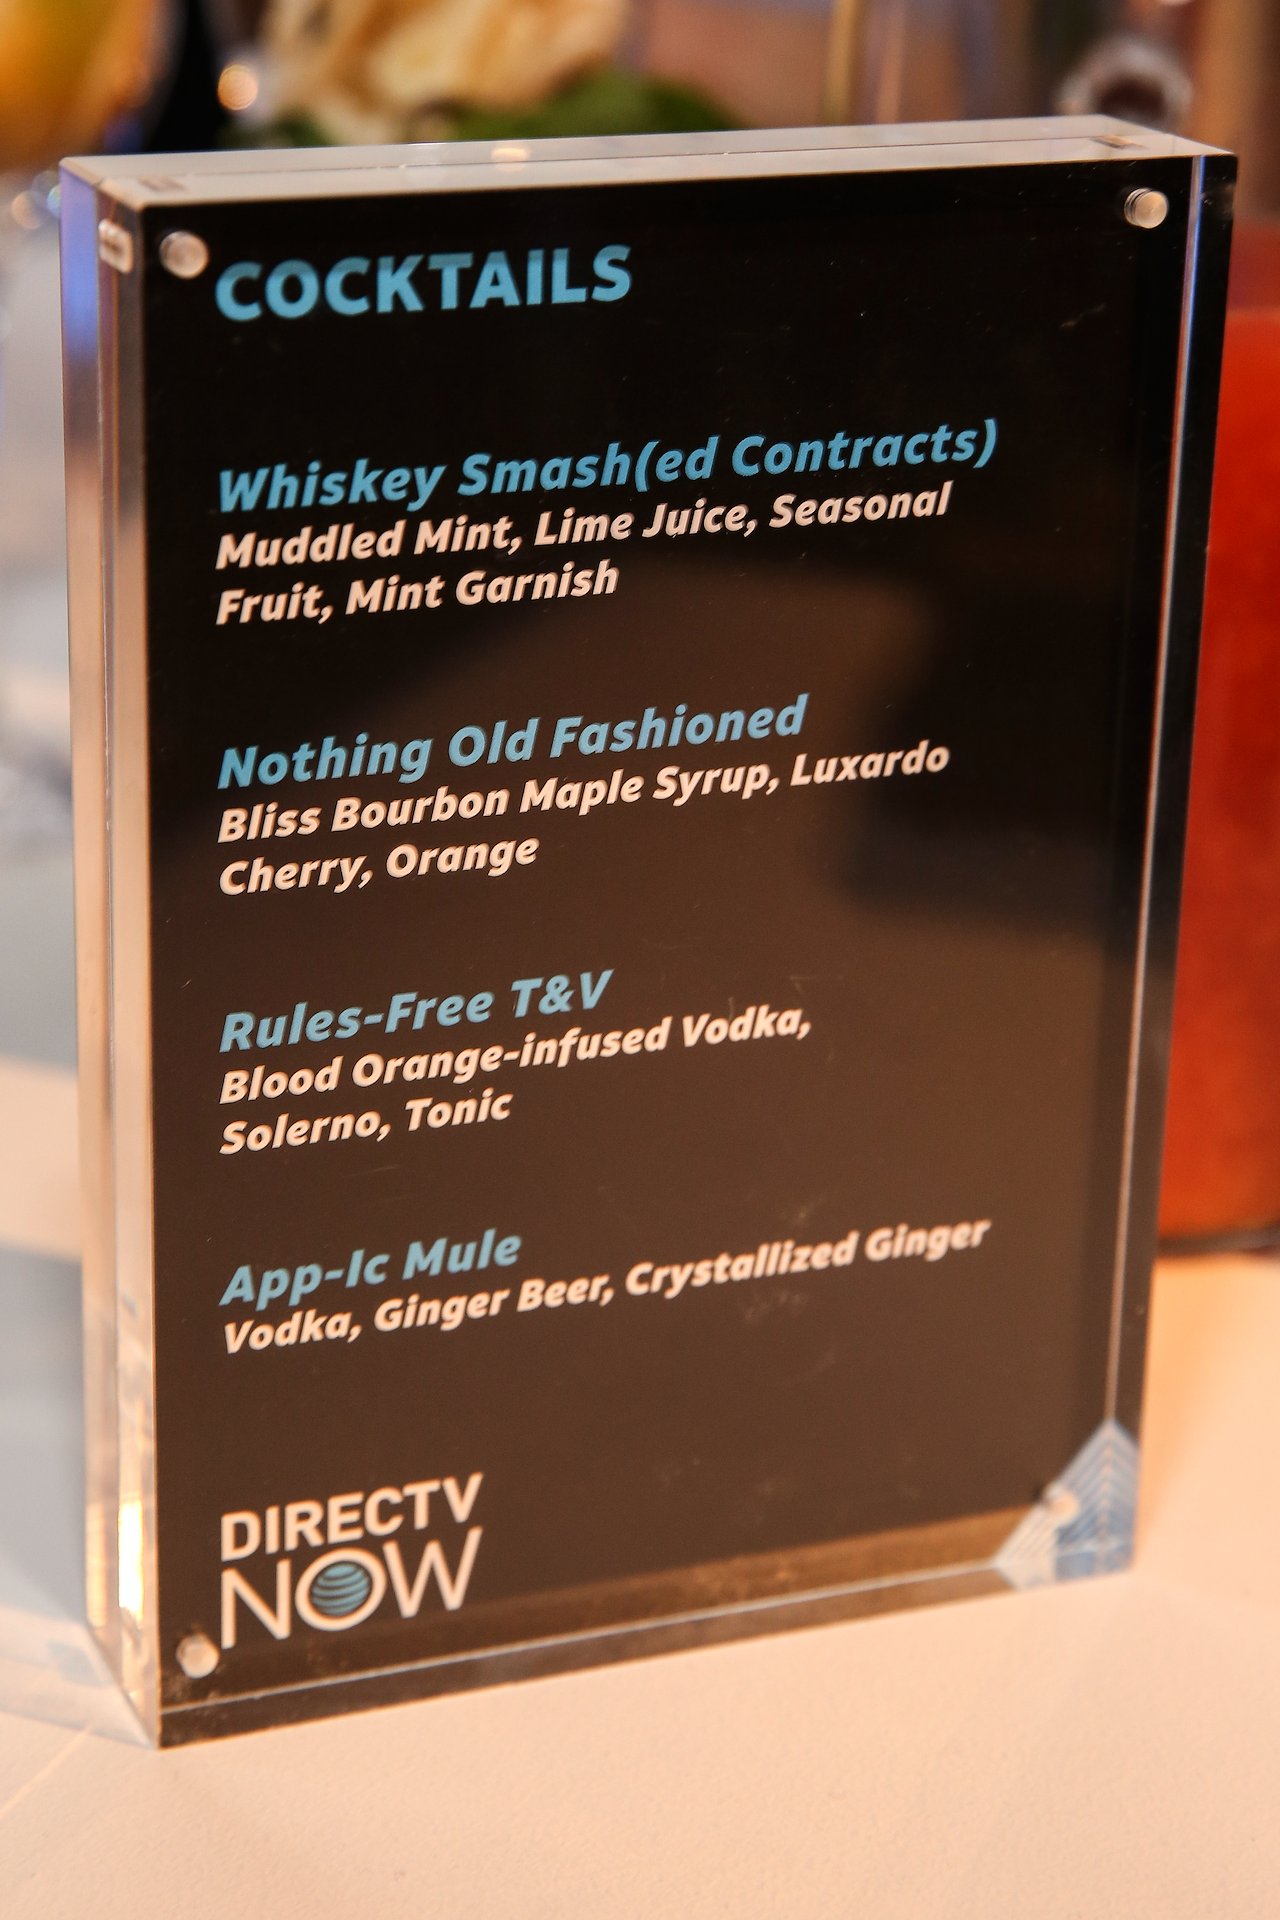 COCKTAILS
Whiskey Smash(ed Contracts)
Muddled Mint, Lime Juice, Seasonal
Fruit, Mint Garnish
Nothing Old Fashioned
Bliss Bourbon Maple Syrup, Luxardo
Cherry, Orange
Rules-Free T&V
Blood Orange-infused Vodka,
Solerno, Tonic
App-Ic Mule
Vodka, Ginger Beer, Crystallized Ginger
DIRECTV
NOW